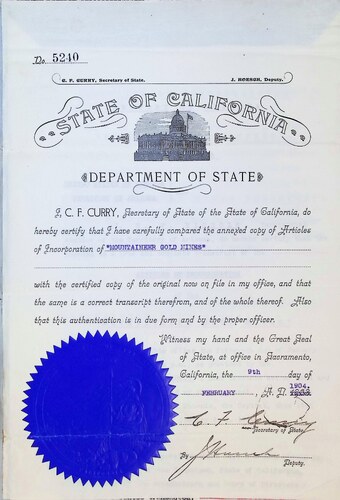 No. 5240
C. F. CURRY, Secretary of State. J. HOESCH, Deputy.
STATE OF CALIFORNIA
DEPARTMENT OF STATE
I, C. F. CURRY, Secretary of State of the State of California, do
hereby certify that I have carefully compared the annexed copy of Articles
of Incorporation of "MOUNTAINEER GOLD MINES"
with the certified copy of the original now on file in my office, and that
the same is a correct transcript therefrom, and of the whole thereof. Also
that this authentication is in due form and by the proper officer.
Witness my hand and the Great Seal
of State, at office in Sacramento,
California, the 9th day of
1904.
FEBRUARY, A. D.
C. F. Curry
Secretary of State.
By J Hoesch
Deputy.